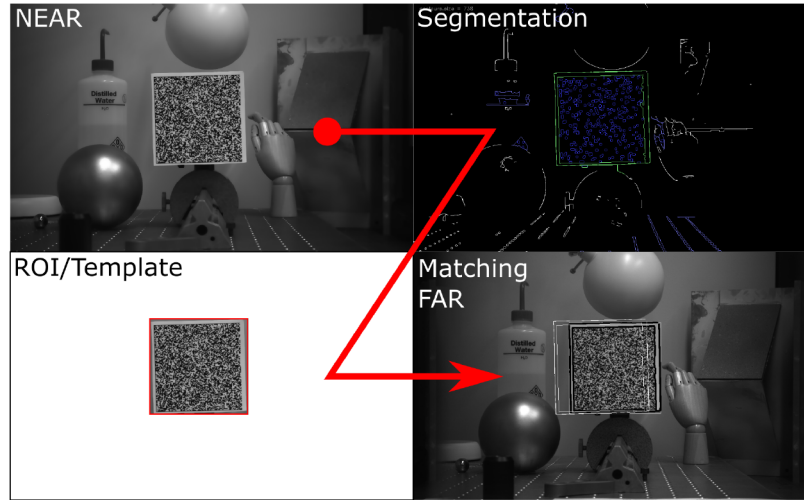 NEAR
Segmentation
Distilled
Water
ROI/Template
Matching
FAR
Distilled
Water